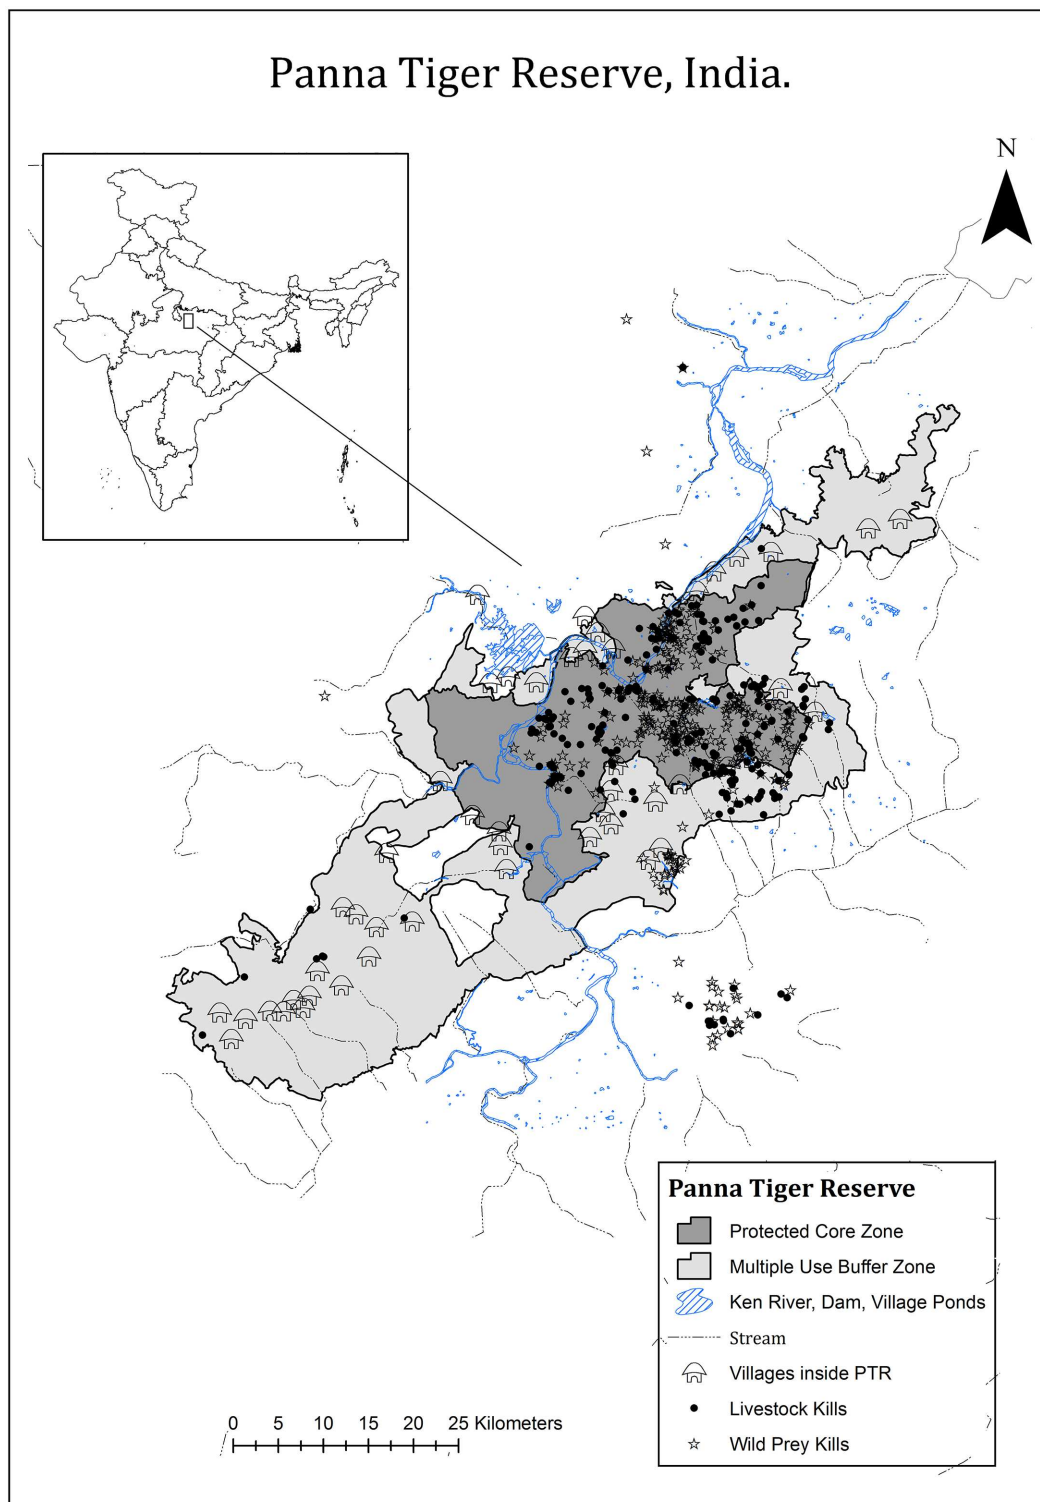 Panna Tiger Reserve, India.
N
Panna Tiger Reserve
Protected Core Zone
Multiple Use Buffer Zone
Ken River, Dam, Village Ponds
Stream
Villages inside PTR
Livestock Kills
Wild Prey Kills
0 5 10 15 20 25 Kilometers